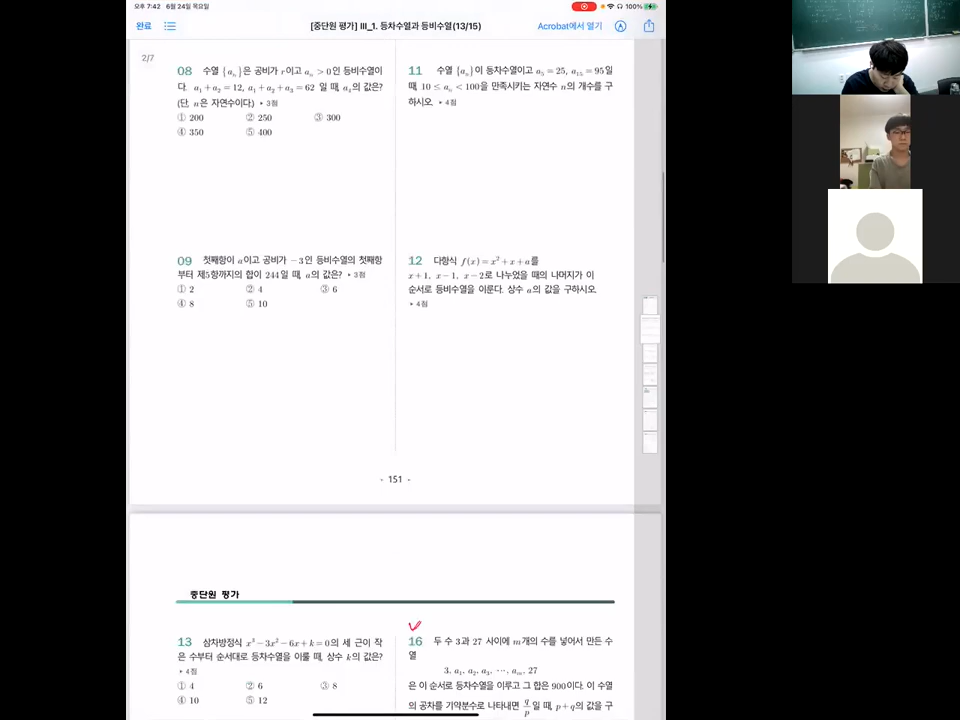 오후 7:42 6월 24일 목요일
100%
완료
[중단원 평가] III_1. 등차수열과 등비수열(13/15)
Acrobat에서 열기
2/7
08 수열 {aₙ}은 공비가 r이고 aₙ > 0인 등비수열이
다. a₁+a₂=12, a₁+a₂+a₃=62 일 때, a₄의 값은?
(단, n은 자연수이다) ▸3점
① 200 ② 250 ③ 300
④ 350 ⑤ 400
09 첫째항이 a이고 공비가 −3인 등비수열의 첫째항
부터 제5항까지의 합이 244일 때, a의 값은? ▸3점
① 2 ② 4 ③ 6
④ 8 ⑤ 10
11 수열 {aₙ}이 등차수열이고 a₅=25, a₁₅=95일
때, 10 ≤ aₙ < 100을 만족시키는 자연수 n의 개수를 구
하시오. ▸4점
12 다항식 f(x)=x²+x+a를
x+1, x−1, x−2로 나누었을 때의 나머지가 이
순서로 등비수열을 이룬다. 상수 a의 값을 구하시오.
▸4점
- 151 -
중단원 평가
13 삼차방정식 x³−3x²−6x+k=0의 세 근이 작
은 수부터 순서대로 등차수열을 이룰 때, 상수 k의 값은?
▸4점
① 4 ② 6 ③ 8
④ 10 ⑤ 12
16 두 수 3과 27 사이에 m개의 수를 넣어서 만든 수
열
3, a₁, a₂, a₃, ⋯, aₘ, 27
은 이 순서로 등차수열을 이루고 그 합은 900이다. 이 수열
의 공차를 기약분수로 나타내면 q/p 일 때, p+q의 값을 구